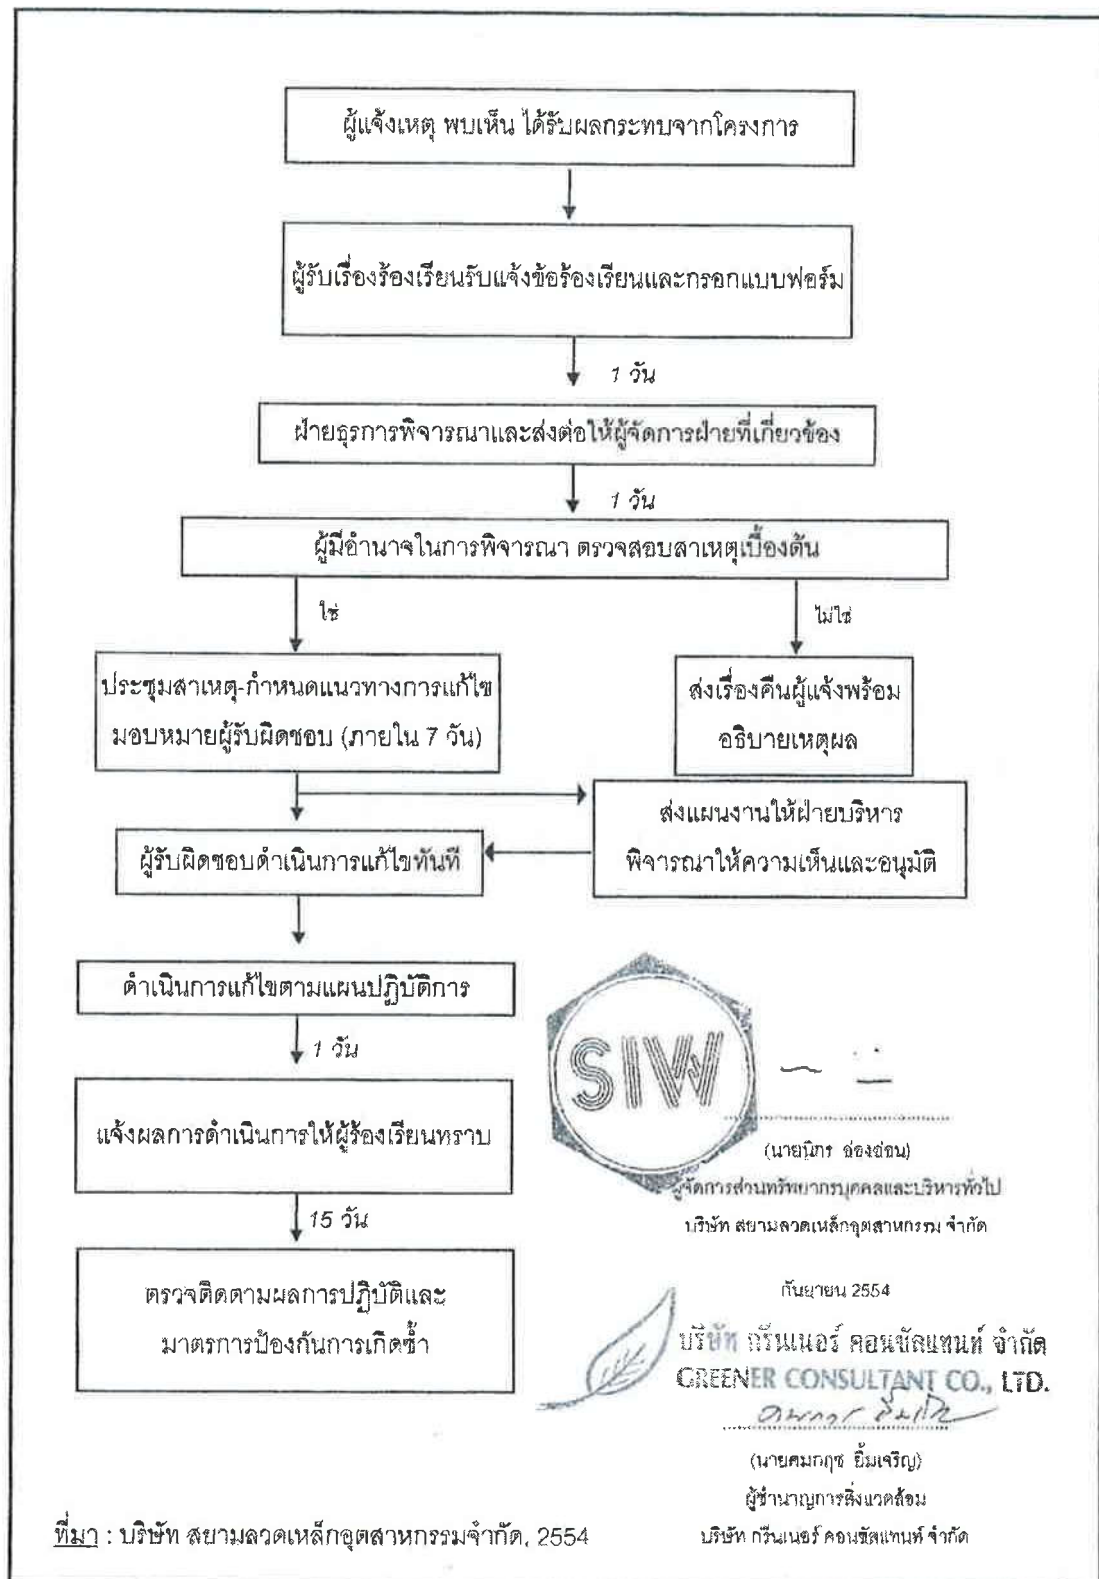 ผู้แจ้งเหตุ พบเห็น ได้รับผลกระทบจากโครงการ
ผู้รับเรื่องร้องเรียนรับแจ้งข้อร้องเรียนและกรอกแบบฟอร์ม
1 วัน
ฝ่ายธุรการพิจารณาและส่งต่อให้ผู้จัดการฝ่ายที่เกี่ยวข้อง
1 วัน
ผู้มีอำนาจในการพิจารณา ตรวจสอบสาเหตุเบื้องต้น
ใช่
ไม่ใช่
ประชุมสาเหตุ-กำหนดแนวทางการแก้ไข
มอบหมายผู้รับผิดชอบ (ภายใน 7 วัน)
ส่งเรื่องคืนผู้แจ้งพร้อม
อธิบายเหตุผล
ส่งแผนงานให้ฝ่ายบริหาร
พิจารณาให้ความเห็นและอนุมัติ
ผู้รับผิดชอบดำเนินการแก้ไขทันที
ดำเนินการแก้ไขตามแผนปฏิบัติการ
1 วัน
แจ้งผลการดำเนินการให้ผู้ร้องเรียนทราบ
15 วัน
ตรวจติดตามผลการปฏิบัติและ
มาตรการป้องกันการเกิดซ้ำ
SIW
(นายนิกร อ่องอ่อน)
ผู้จัดการส่วนทรัพยากรบุคคลและบริหารทั่วไป
บริษัท สยามลวดเหล็กอุตสาหกรรม จำกัด
กันยายน 2554
บริษัท กรีนเนอร์ คอนซัลแทนท์ จำกัด
GREENER CONSULTANT CO., LTD.
(นายคมกฤช ยิ้มเจริญ)
ผู้ชำนาญการสิ่งแวดล้อม
บริษัท กรีนเนอร์ คอนซัลแทนท์ จำกัด
ที่มา : บริษัท สยามลวดเหล็กอุตสาหกรรมจำกัด, 2554